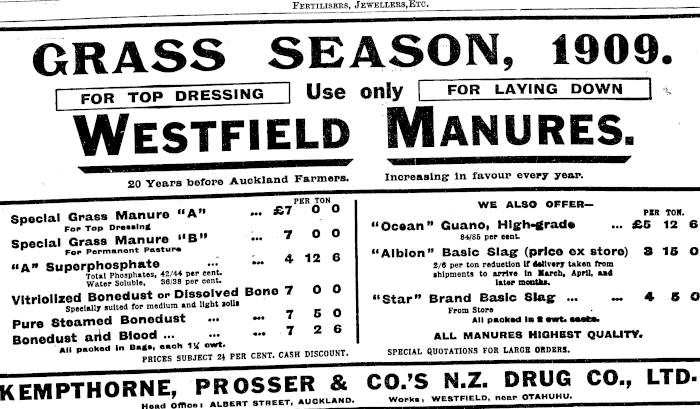 FERTILISERS, JEWELLERS, ETC.
GRASS SEASON, 1909.
FOR TOP DRESSING Use only FOR LAYING DOWN
WESTFIELD MANURES.
20 Years before Auckland Farmers. Increasing in favour every year.
PER TON
Special Grass Manure "A" ... £7 0 0
For Top Dressing
Special Grass Manure "B" ... 7 0 0
For Permanent Pasture
"A" Superphosphate ... ... 4 12 6
Total Phosphates, 42/44 per cent.
Water Soluble, 36/38 per cent.
Vitriolized Bonedust or Dissolved Bone 7 0 0
Specially suited for medium and light soils
Pure Steamed Bonedust ... ... 7 5 0
Bonedust and Blood ... ... ... 7 2 6
All packed in Bags, each 1½ cwt.
PRICES SUBJECT 2½ PER CENT. CASH DISCOUNT.
WE ALSO OFFER—
PER TON.
"Ocean" Guano, High-grade ... £5 12 6
84/85 per cent.
"Albion" Basic Slag (price ex store) 3 15 0
2/6 per ton reduction if delivery taken from
shipments to arrive in March, April, and
later months.
"Star" Brand Basic Slag ... ... 4 5 0
From Store
All packed in 2 cwt. casks.
ALL MANURES HIGHEST QUALITY.
SPECIAL QUOTATIONS FOR LARGE ORDERS.
KEMPTHORNE, PROSSER & CO.'S N.Z. DRUG CO., LTD.
Head Office: ALBERT STREET, AUCKLAND. Works, WESTFIELD, near OTAHUHU.